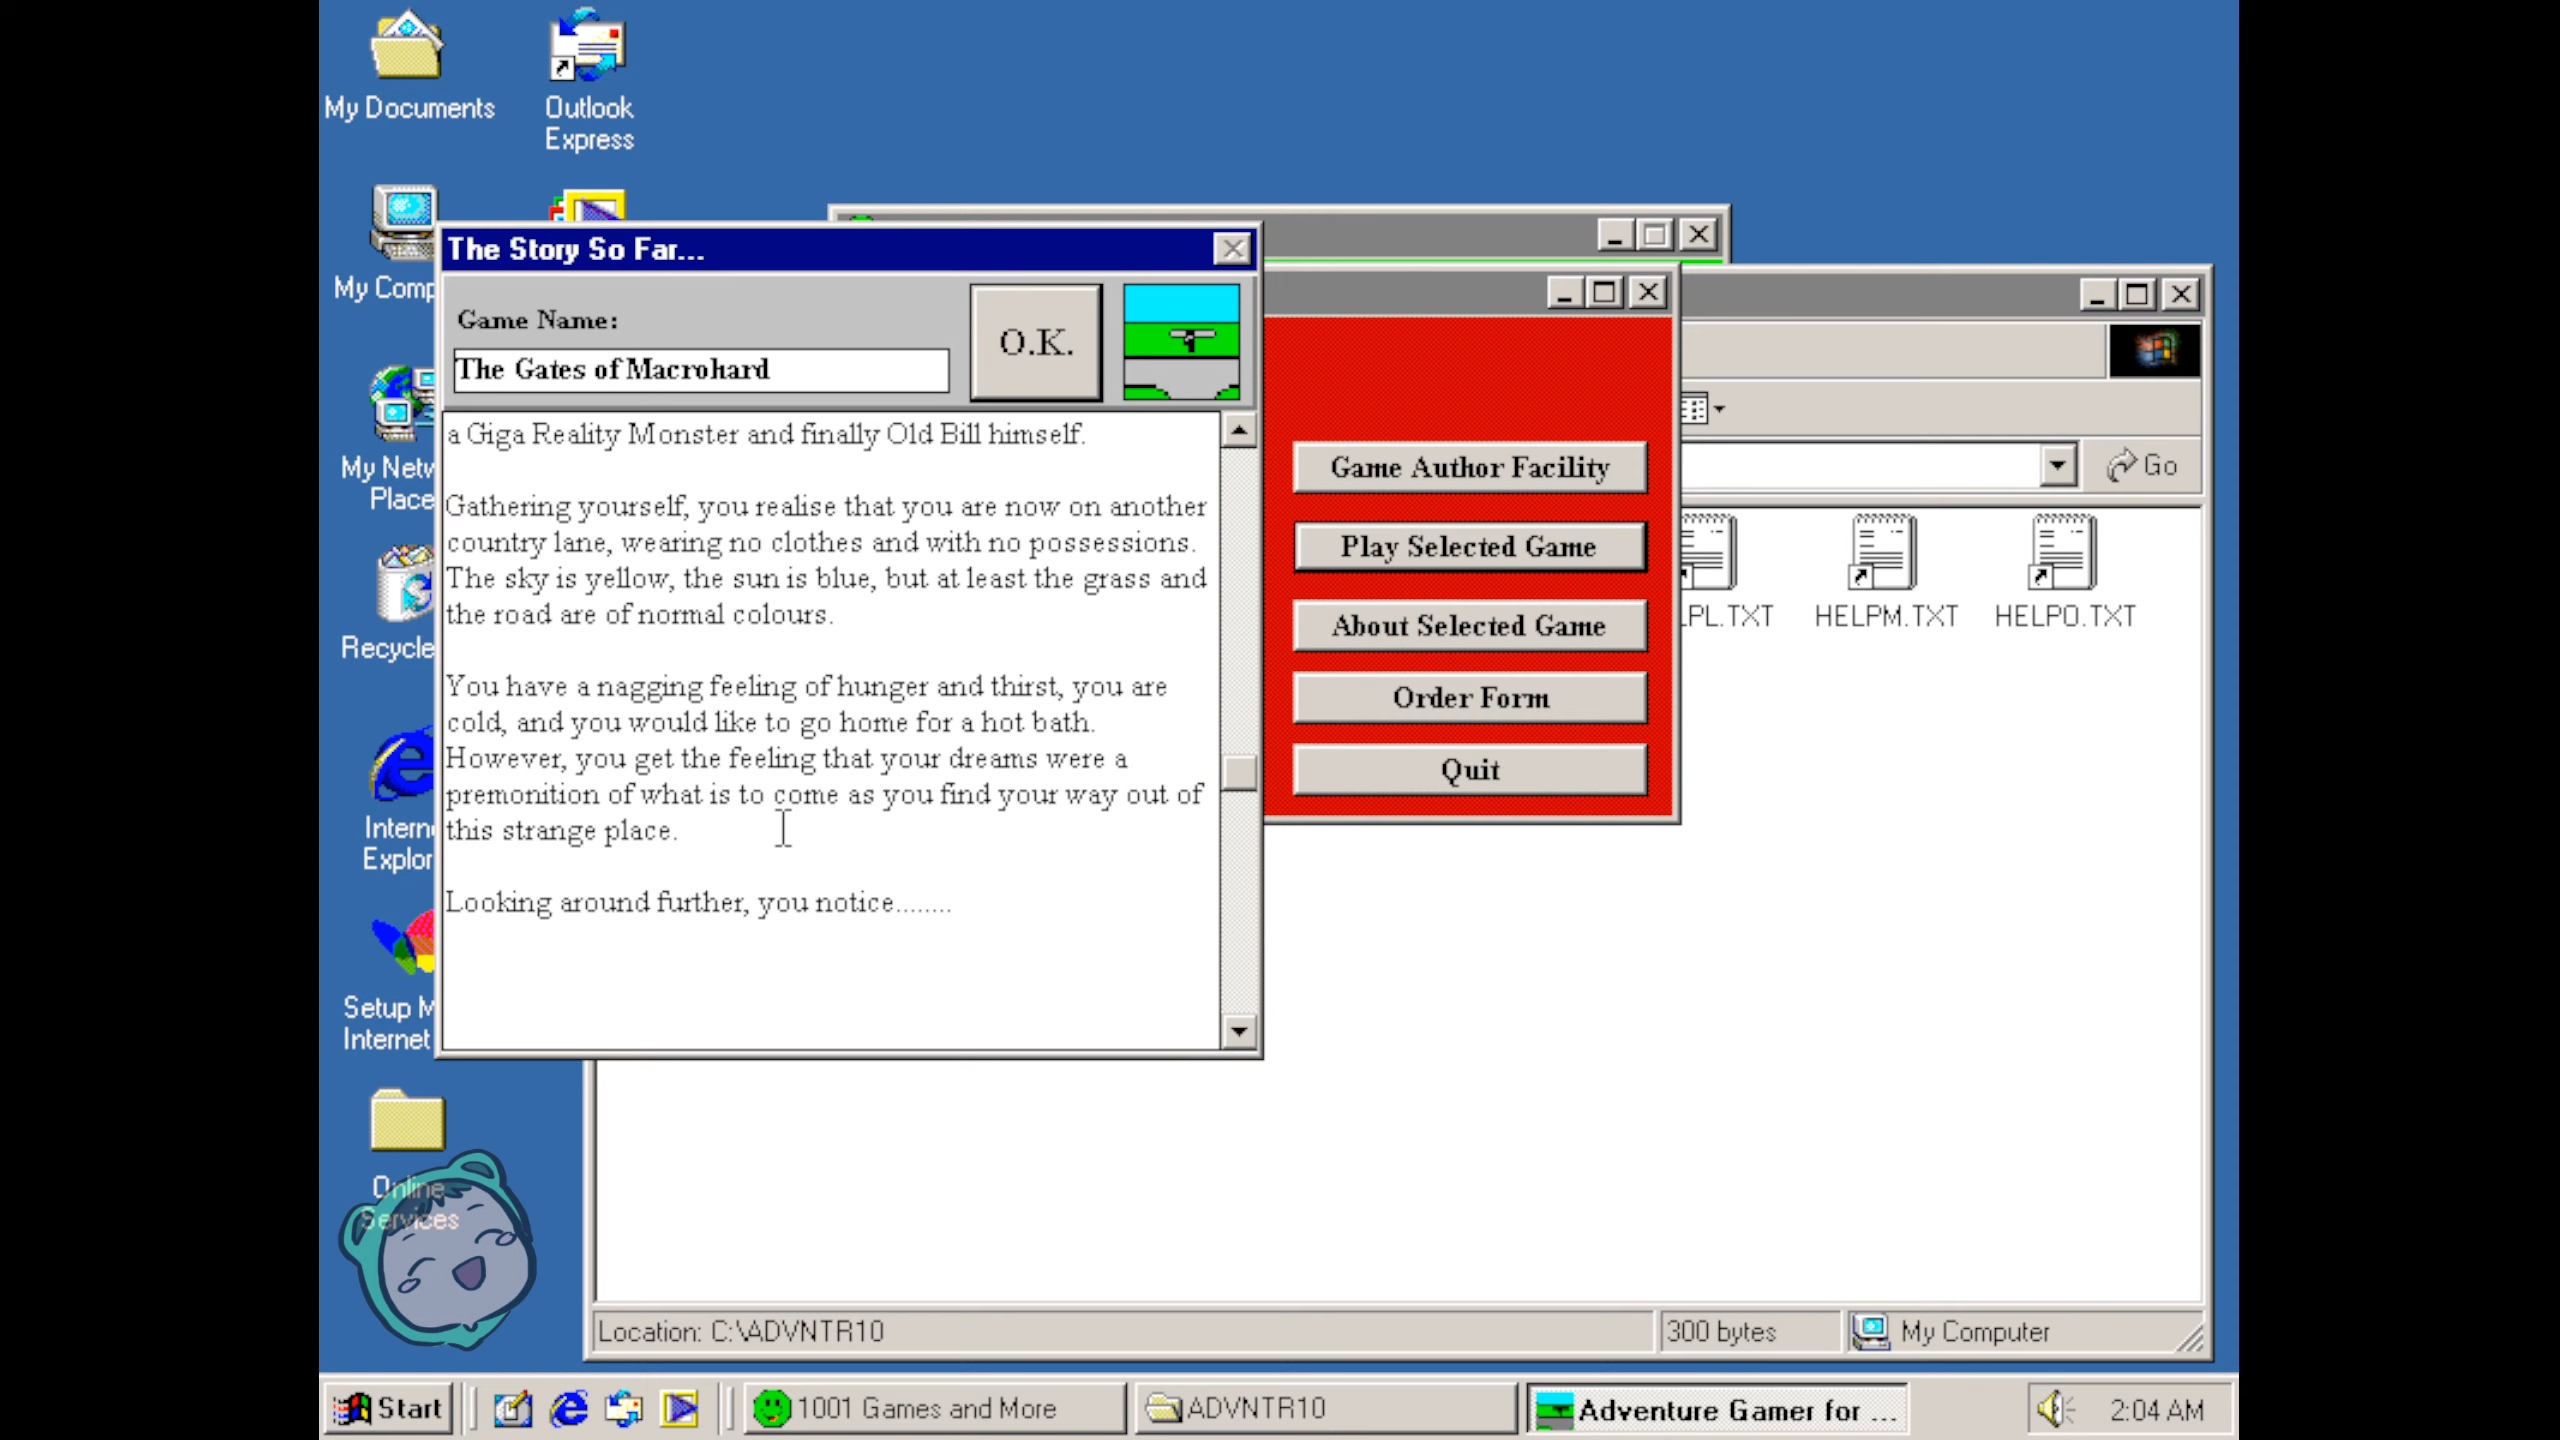 My Documents
Outlook
Express
The Story So Far...
My Comp
Game Name:
O.K.
The Gates of Macrohard
a Giga Reality Monster and finally Old Bill himself.
Gathering yourself, you realise that you are now on another
country lane, wearing no clothes and with no possessions.
The sky is yellow, the sun is blue, but at least the grass and
the road are of normal colours.
You have a nagging feeling of hunger and thirst, you are
cold, and you would like to go home for a hot bath.
However, you get the feeling that your dreams were a
premonition of what is to come as you find your way out of
this strange place.
Looking around further, you notice........
Game Author Facility
Play Selected Game
About Selected Game
Order Form
Quit
Go
LPL.TXT
HELPM.TXT
HELPO.TXT
My Netw
Place
Recycle
Intern
Explor
Setup M
Internet
Online
Services
Location: C:\ADVNTR10
300 bytes
My Computer
Start
1001 Games and More
ADVNTR10
Adventure Gamer for ...
2:04 AM